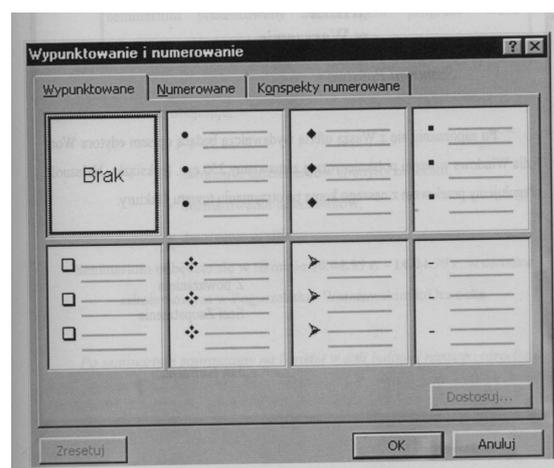 Wypunktowanie i numerowanie
Wypunktowane Numerowane Konspekty numerowane
Brak
Dostosuj...
Zresetuj OK Anuluj